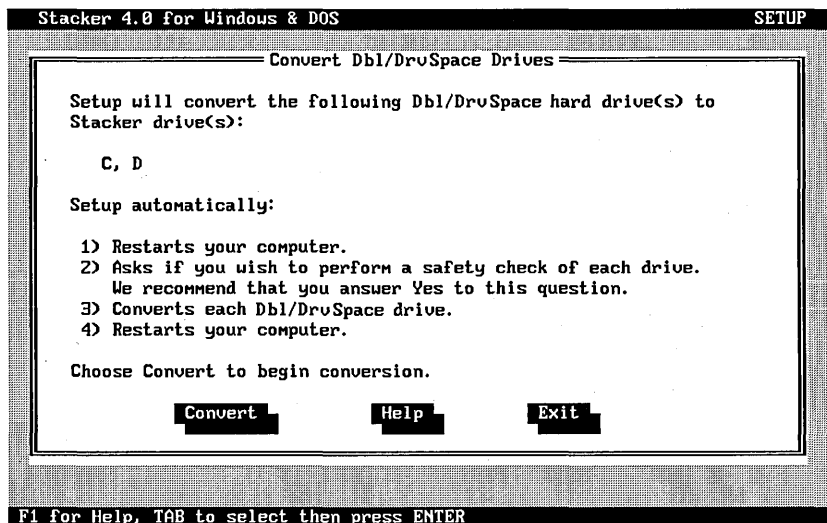 Stacker 4.0 for Windows & DOS SETUP
Convert Dbl/DrvSpace Drives
Setup will convert the following Dbl/DrvSpace hard drive(s) to
Stacker drive(s):
C, D
Setup automatically:
1) Restarts your computer.
2) Asks if you wish to perform a safety check of each drive.
We recommend that you answer Yes to this question.
3) Converts each Dbl/DrvSpace drive.
4) Restarts your computer.
Choose Convert to begin conversion.
Convert Help Exit
F1 for Help, TAB to select then press ENTER